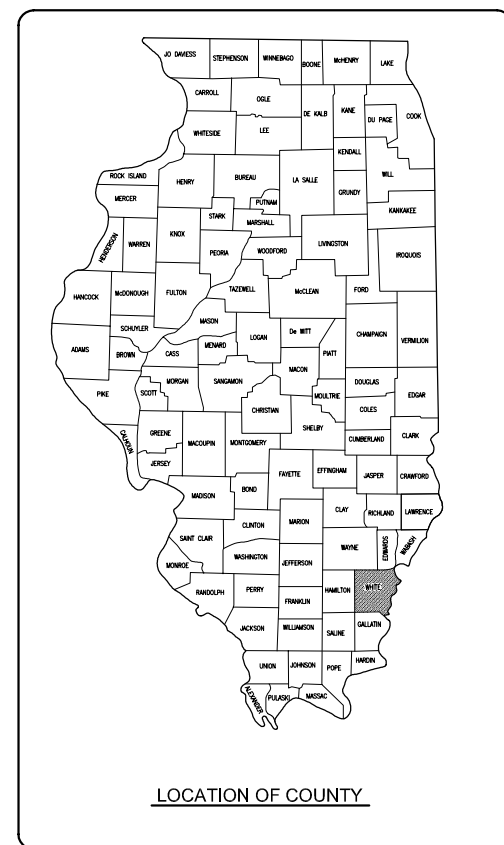 JO DAVIESS
STEPHENSON
WINNEBAGO
BOONE
McHENRY
LAKE
CARROLL
OGLE
DE KALB
KANE
DU PAGE
COOK
WHITESIDE
LEE
KENDALL
WILL
ROCK ISLAND
HENRY
BUREAU
LA SALLE
GRUNDY
MERCER
PUTNAM
KANKAKEE
STARK
MARSHALL
HENDERSON
WARREN
KNOX
PEORIA
WOODFORD
LIVINGSTON
IROQUOIS
HANCOCK
McDONOUGH
FULTON
TAZEWELL
McCLEAN
FORD
MASON
SCHUYLER
LOGAN
De WITT
CHAMPAIGN
VERMILION
ADAMS
BROWN
CASS
MENARD
MACON
PIATT
MORGAN
SANGAMON
DOUGLAS
PIKE
SCOTT
CHRISTIAN
MOULTRIE
EDGAR
COLES
CALHOUN
GREENE
MACOUPIN
MONTGOMERY
SHELBY
CUMBERLAND
CLARK
JERSEY
FAYETTE
EFFINGHAM
JASPER
CRAWFORD
MADISON
BOND
CLAY
RICHLAND
LAWRENCE
CLINTON
MARION
SAINT CLAIR
WAYNE
EDWARDS
WABASH
WASHINGTON
JEFFERSON
MONROE
RANDOLPH
PERRY
HAMILTON
WHITE
FRANKLIN
JACKSON
WILLIAMSON
SALINE
GALLATIN
UNION
JOHNSON
POPE
HARDIN
ALEXANDER
PULASKI
MASSAC
LOCATION OF COUNTY